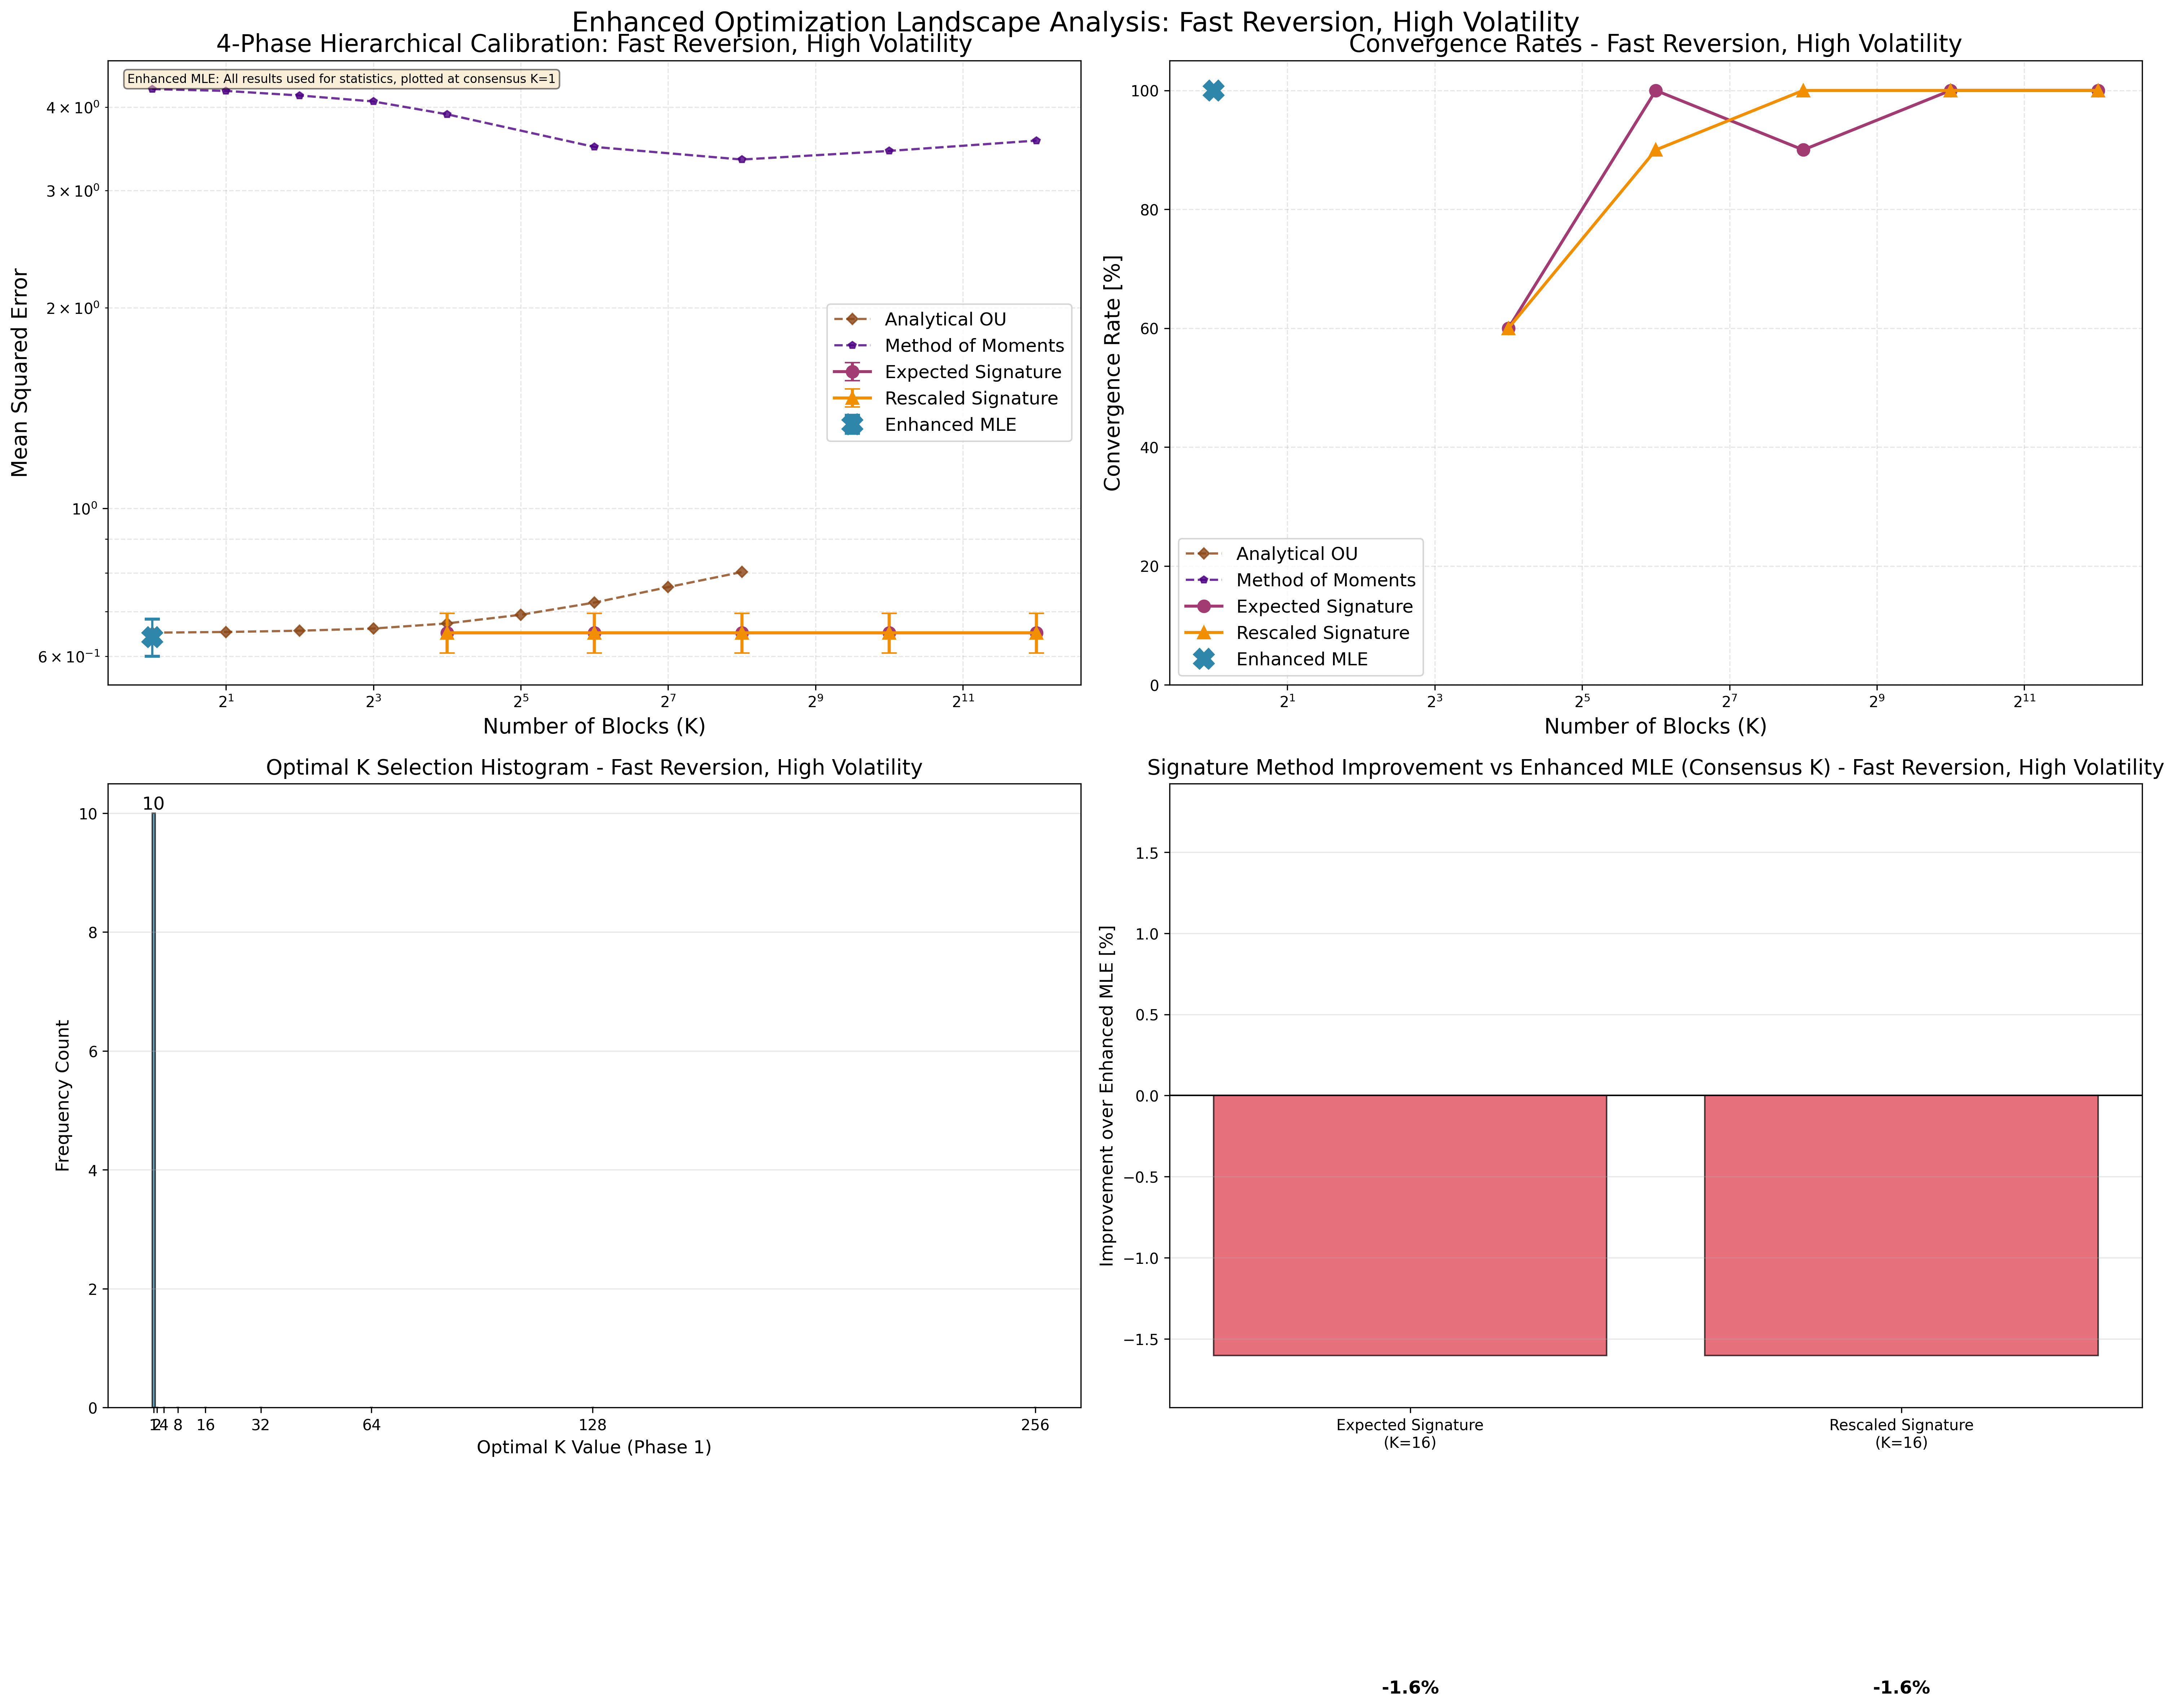 Enhanced Optimization Landscape Analysis: Fast Reversion, High Volatility
4-Phase Hierarchical Calibration: Fast Reversion, High Volatility
Enhanced MLE: All results used for statistics, plotted at consensus K=1
4 × 10⁰
3 × 10⁰
2 × 10⁰
10⁰
6 × 10⁻¹
Mean Squared Error
Analytical OU
Method of Moments
Expected Signature
Rescaled Signature
Enhanced MLE
2¹
2³
2⁵
2⁷
2⁹
2¹¹
Number of Blocks (K)
Convergence Rates - Fast Reversion, High Volatility
100
80
60
40
20
0
Convergence Rate [%]
Analytical OU
Method of Moments
Expected Signature
Rescaled Signature
Enhanced MLE
2¹
2³
2⁵
2⁷
2⁹
2¹¹
Number of Blocks (K)
Optimal K Selection Histogram - Fast Reversion, High Volatility
10
10
8
6
4
2
0
Frequency Count
1
2
4
8
16
32
64
128
256
Optimal K Value (Phase 1)
Signature Method Improvement vs Enhanced MLE (Consensus K) - Fast Reversion, High Volatility
1.5
1.0
0.5
0.0
−0.5
−1.0
−1.5
Improvement over Enhanced MLE [%]
Expected Signature
(K=16)
Rescaled Signature
(K=16)
-1.6%
-1.6%